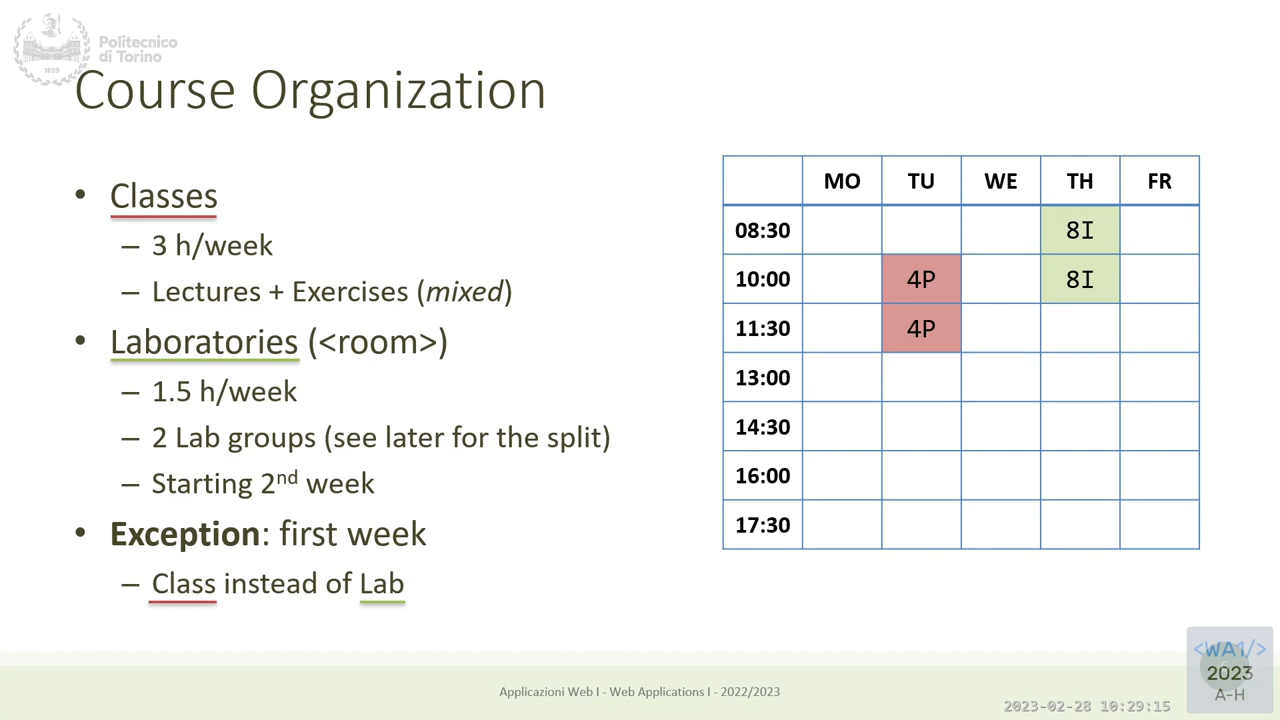 Politecnico
di Torino
1859
Course Organization
• Classes
– 3 h/week
– Lectures + Exercises (mixed)
• Laboratories (<room>)
– 1.5 h/week
– 2 Lab groups (see later for the split)
– Starting 2nd week
• Exception: first week
– Class instead of Lab
MO TU WE TH FR
08:30 8I
10:00 4P 8I
11:30 4P
13:00
14:30
16:00
17:30
Applicazioni Web I - Web Applications I - 2022/2023
<WA1/>
2023
A-H
2023-02-28 10:29:15